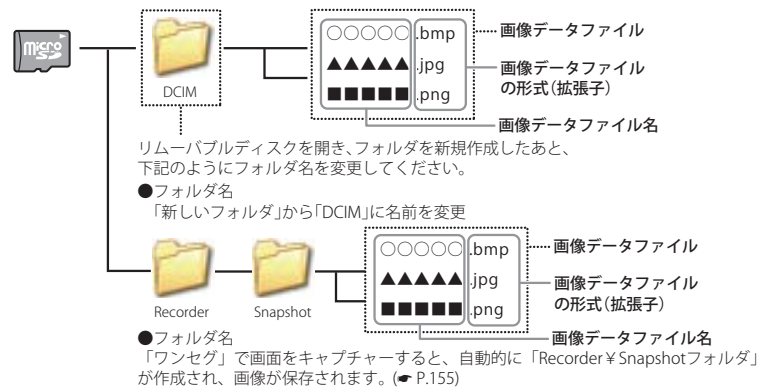 micro
SD
○○○○○.bmp
▲▲▲▲▲.jpg
■■■■■.png
画像データファイル
画像データファイル
の形式(拡張子)
画像データファイル名
DCIM
リムーバブルディスクを開き、フォルダを新規作成したあと、
下記のようにフォルダ名を変更してください。
●フォルダ名
「新しいフォルダ」から「DCIM」に名前を変更
○○○○○.bmp
▲▲▲▲▲.jpg
■■■■■.png
画像データファイル
画像データファイル
の形式(拡張子)
画像データファイル名
Recorder
Snapshot
●フォルダ名
「ワンセグ」で画面をキャプチャーすると、自動的に「Recorder¥Snapshotフォルダ」
が作成され、画像が保存されます。(☛ P.155)